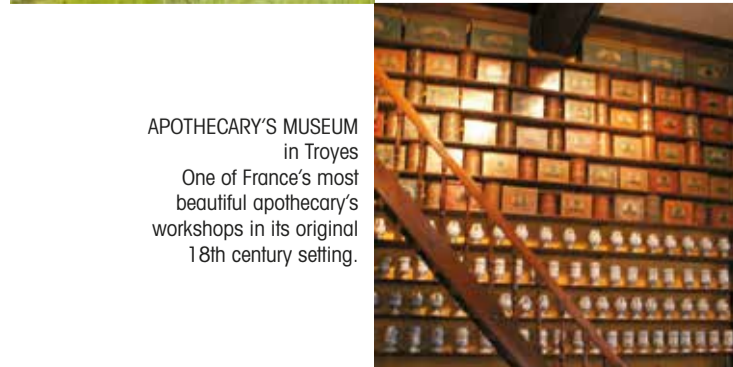 APOTHECARY’S MUSEUM
in Troyes
One of France’s most
beautiful apothecary’s
workshops in its original
18th century setting.